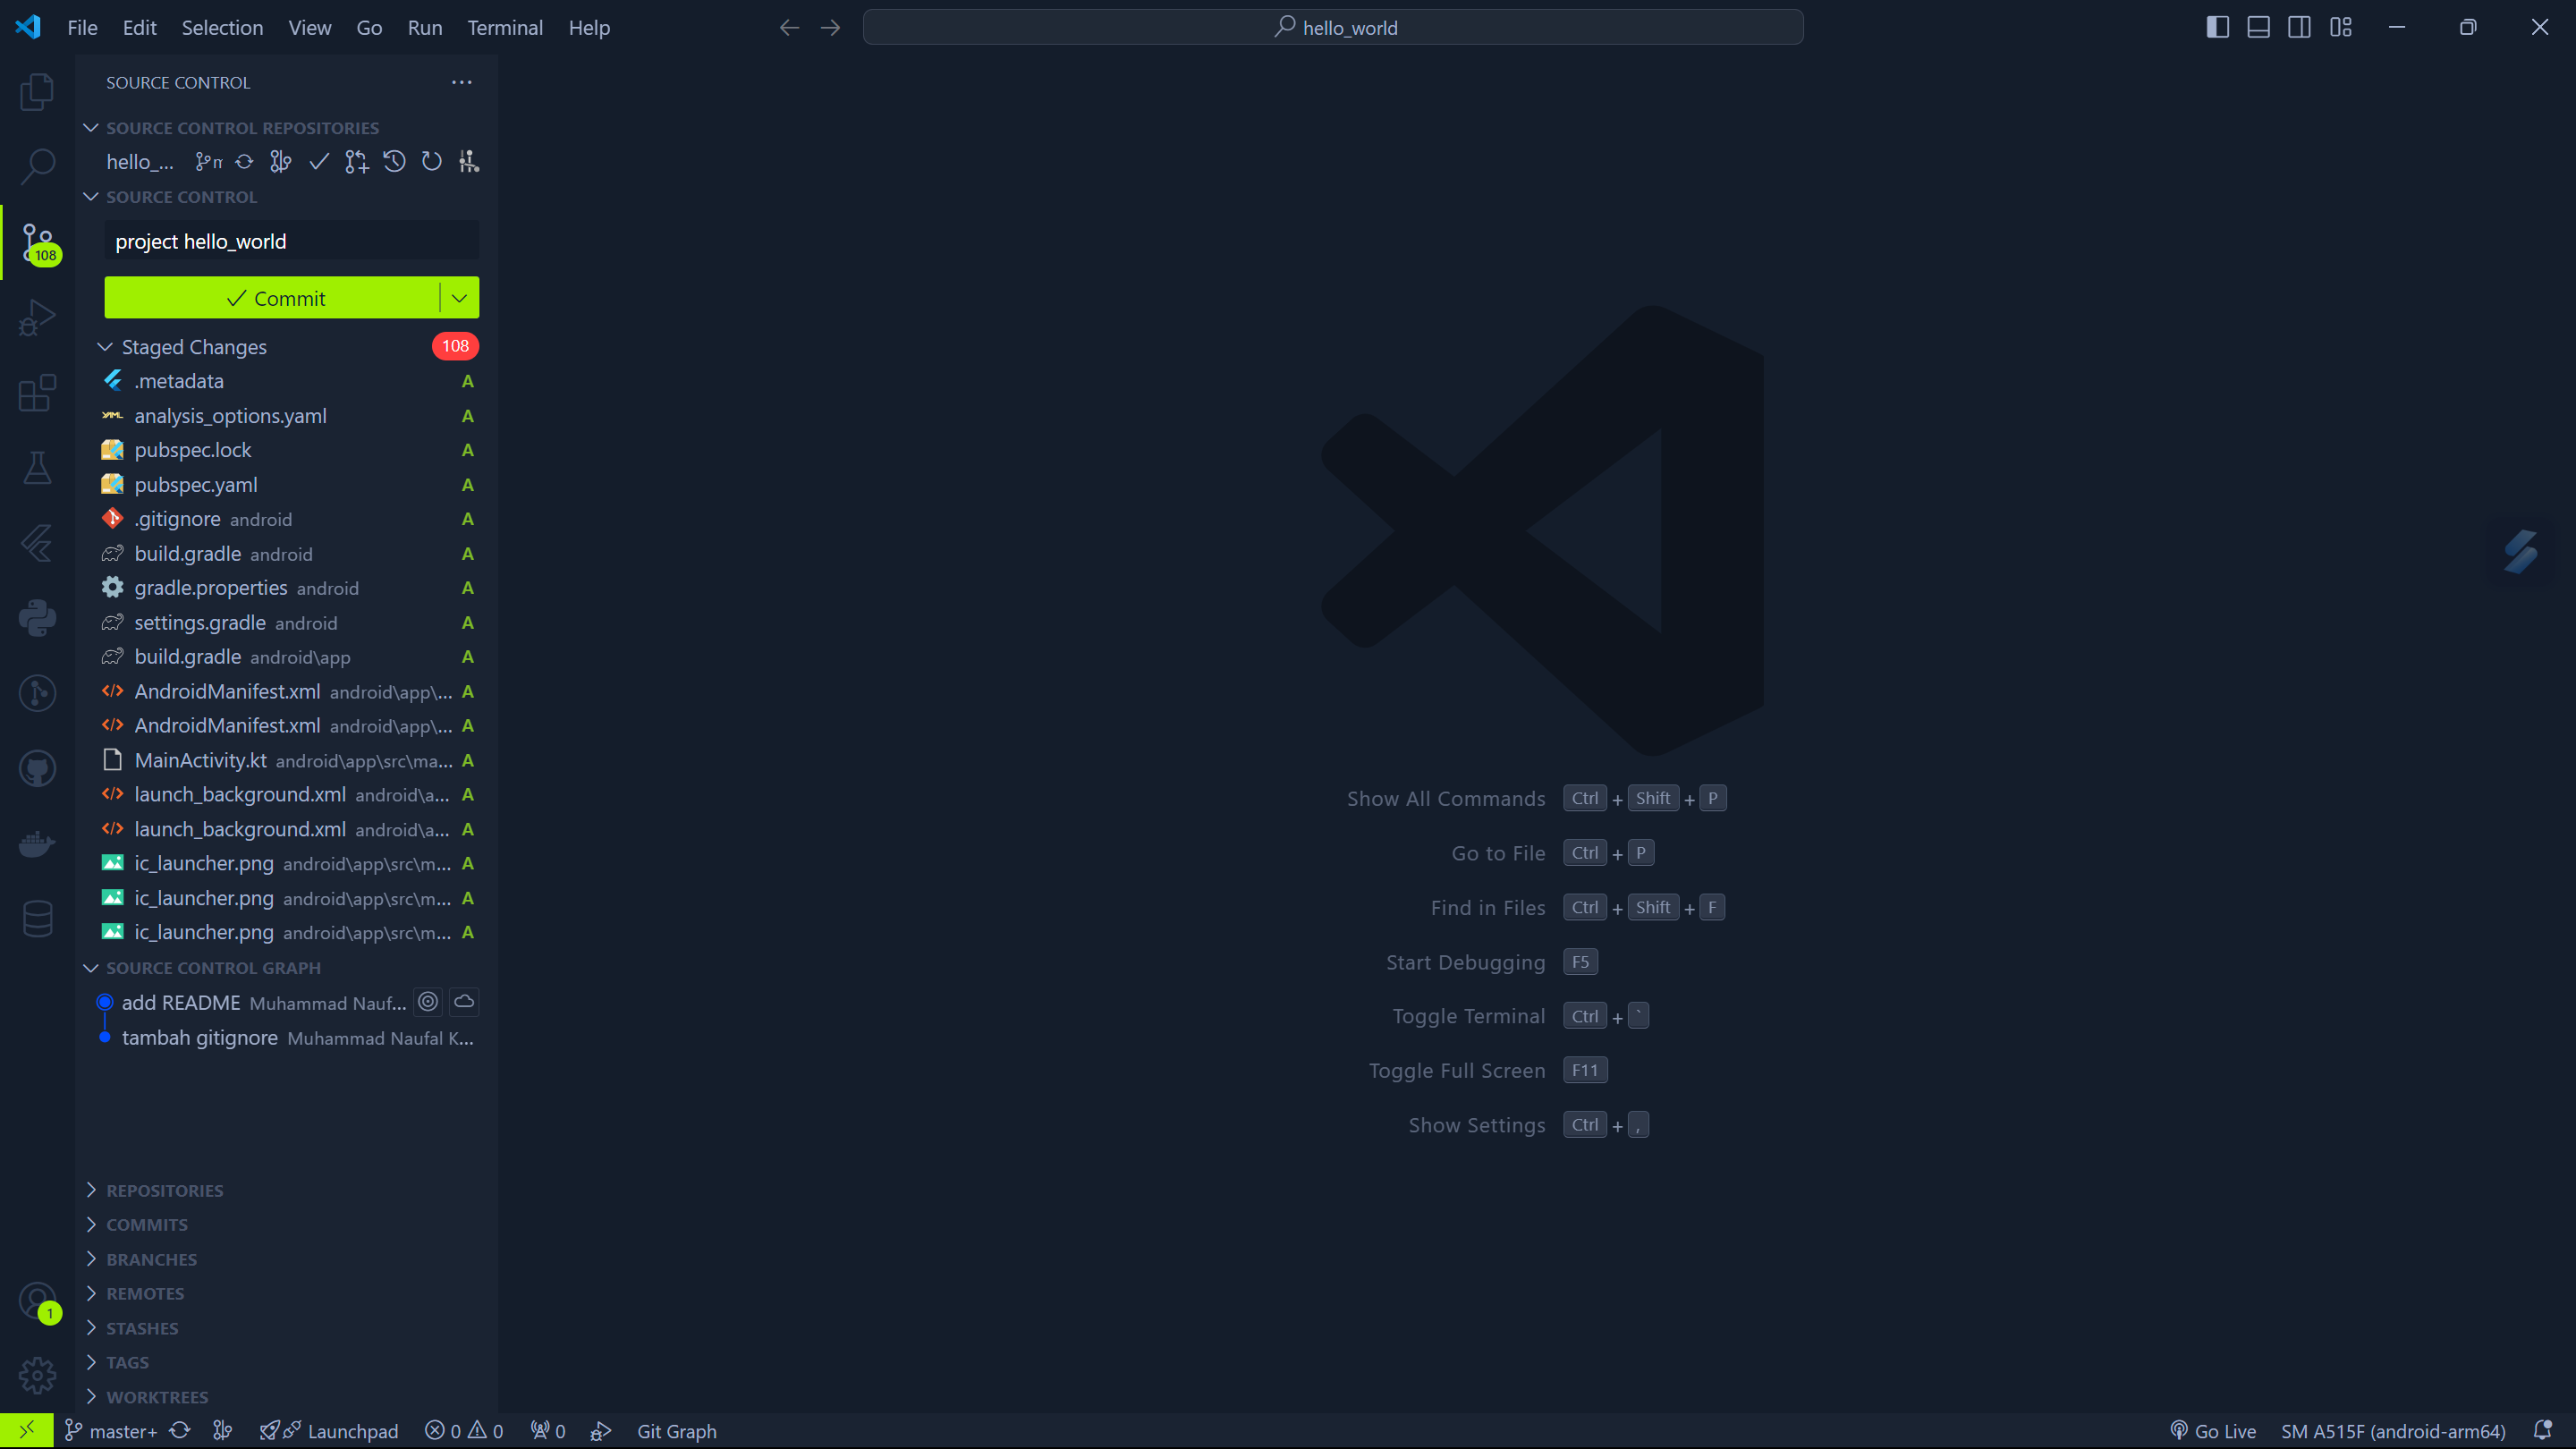 File Edit Selection View Go Run Terminal Help
hello_world
SOURCE CONTROL
SOURCE CONTROL REPOSITORIES
hello_...
SOURCE CONTROL
108
project hello_world
Commit
Staged Changes 108
.metadata A
analysis_options.yaml A
pubspec.lock A
pubspec.yaml A
.gitignore android A
build.gradle android A
gradle.properties android A
settings.gradle android A
build.gradle android\app A
AndroidManifest.xml android\app\... A
AndroidManifest.xml android\app\... A
MainActivity.kt android\app\src\ma... A
launch_background.xml android\a... A
launch_background.xml android\a... A
ic_launcher.png android\app\src\m... A
ic_launcher.png android\app\src\m... A
ic_launcher.png android\app\src\m... A
SOURCE CONTROL GRAPH
add README Muhammad Nauf...
tambah gitignore Muhammad Naufal K...
REPOSITORIES
COMMITS
BRANCHES
REMOTES
1
STASHES
TAGS
WORKTREES
Show All Commands Ctrl + Shift + P
Go to File Ctrl + P
Find in Files Ctrl + Shift + F
Start Debugging F5
Toggle Terminal Ctrl + `
Toggle Full Screen F11
Show Settings Ctrl + ,
master+ Launchpad 0 0 0 Git Graph Go Live SM A515F (android-arm64)